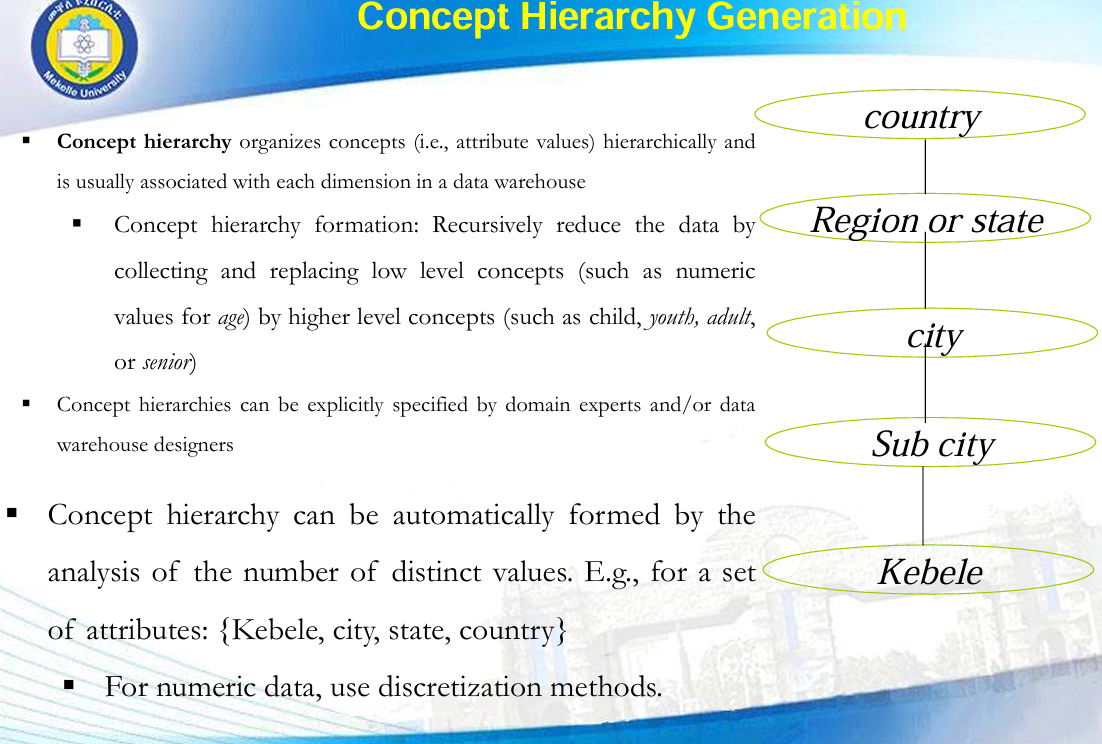 Concept Hierarchy Generation
Mekelle University
▪ Concept hierarchy organizes concepts (i.e., attribute values) hierarchically and
is usually associated with each dimension in a data warehouse
▪ Concept hierarchy formation: Recursively reduce the data by
collecting and replacing low level concepts (such as numeric
values for age) by higher level concepts (such as child, youth, adult,
or senior)
▪ Concept hierarchies can be explicitly specified by domain experts and/or data
warehouse designers
▪ Concept hierarchy can be automatically formed by the
analysis of the number of distinct values. E.g., for a set
of attributes: {Kebele, city, state, country}
▪ For numeric data, use discretization methods.
country
Region or state
city
Sub city
Kebele